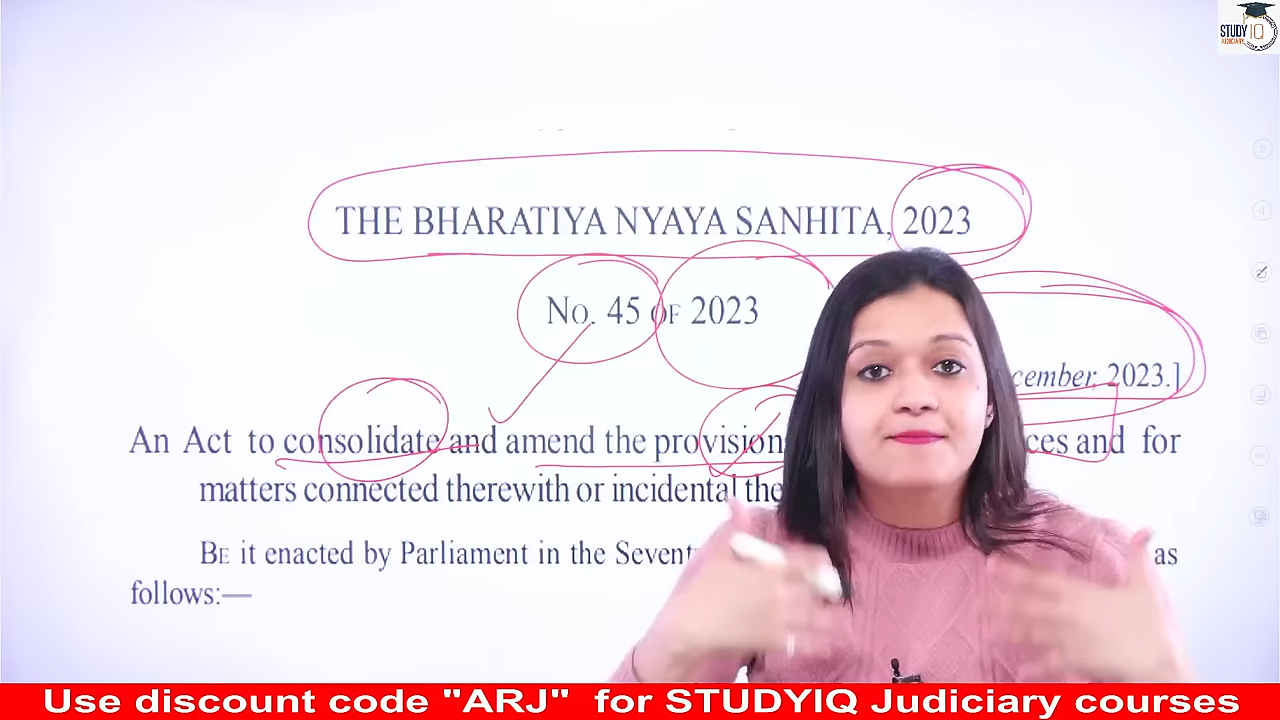 STUDY IQ
JUDICIARY
THE BHARATIYA NYAYA SANHITA, 2023
NO. 45 OF 2023
cember, 2023.]
An Act to consolidate and amend the provisions ces and for
matters connected therewith or incidental the
BE it enacted by Parliament in the Sevent as
follows:—
Use discount code "ARJ" for STUDYIQ Judiciary courses